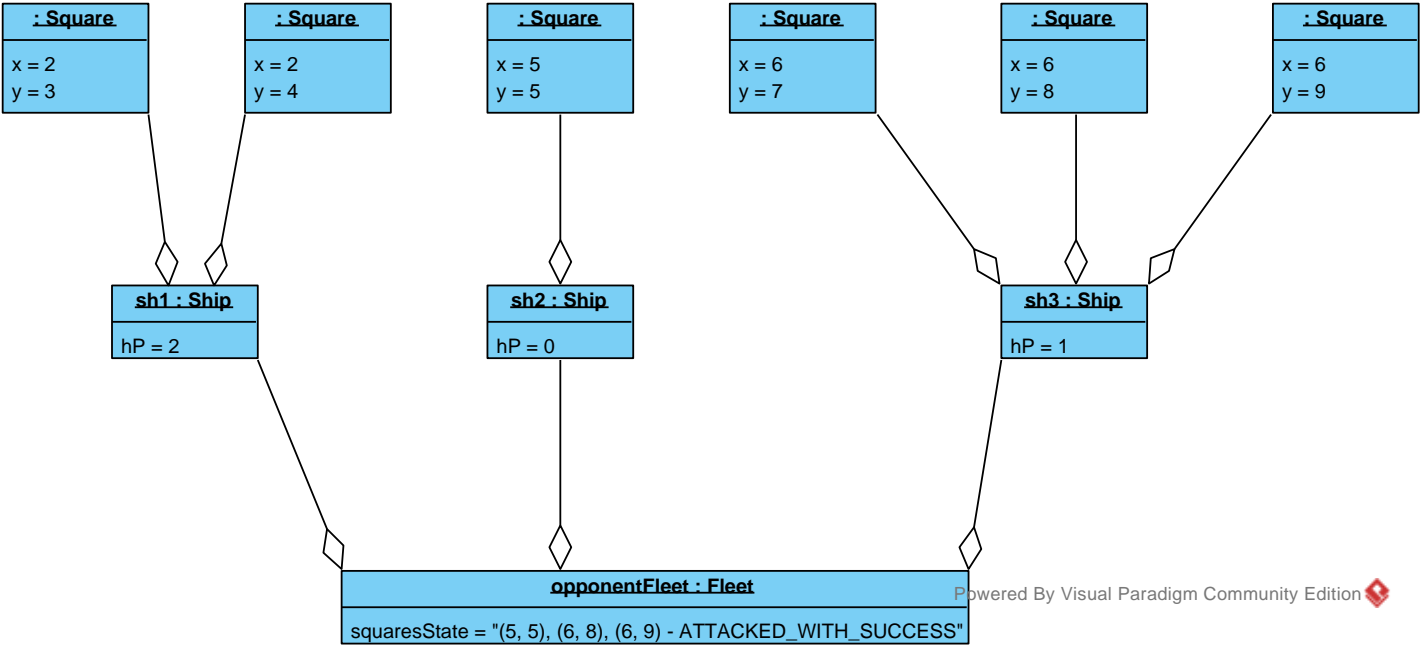 : Square
x = 2
y = 3
: Square
x = 2
y = 4
: Square
x = 5
y = 5
: Square
x = 6
y = 7
: Square
x = 6
y = 8
: Square
x = 6
y = 9
sh1 : Ship
hP = 2
sh2 : Ship
hP = 0
sh3 : Ship
hP = 1
opponentFleet : Fleet
squaresState = "(5, 5), (6, 8), (6, 9) - ATTACKED_WITH_SUCCESS"
Powered By Visual Paradigm Community Edition